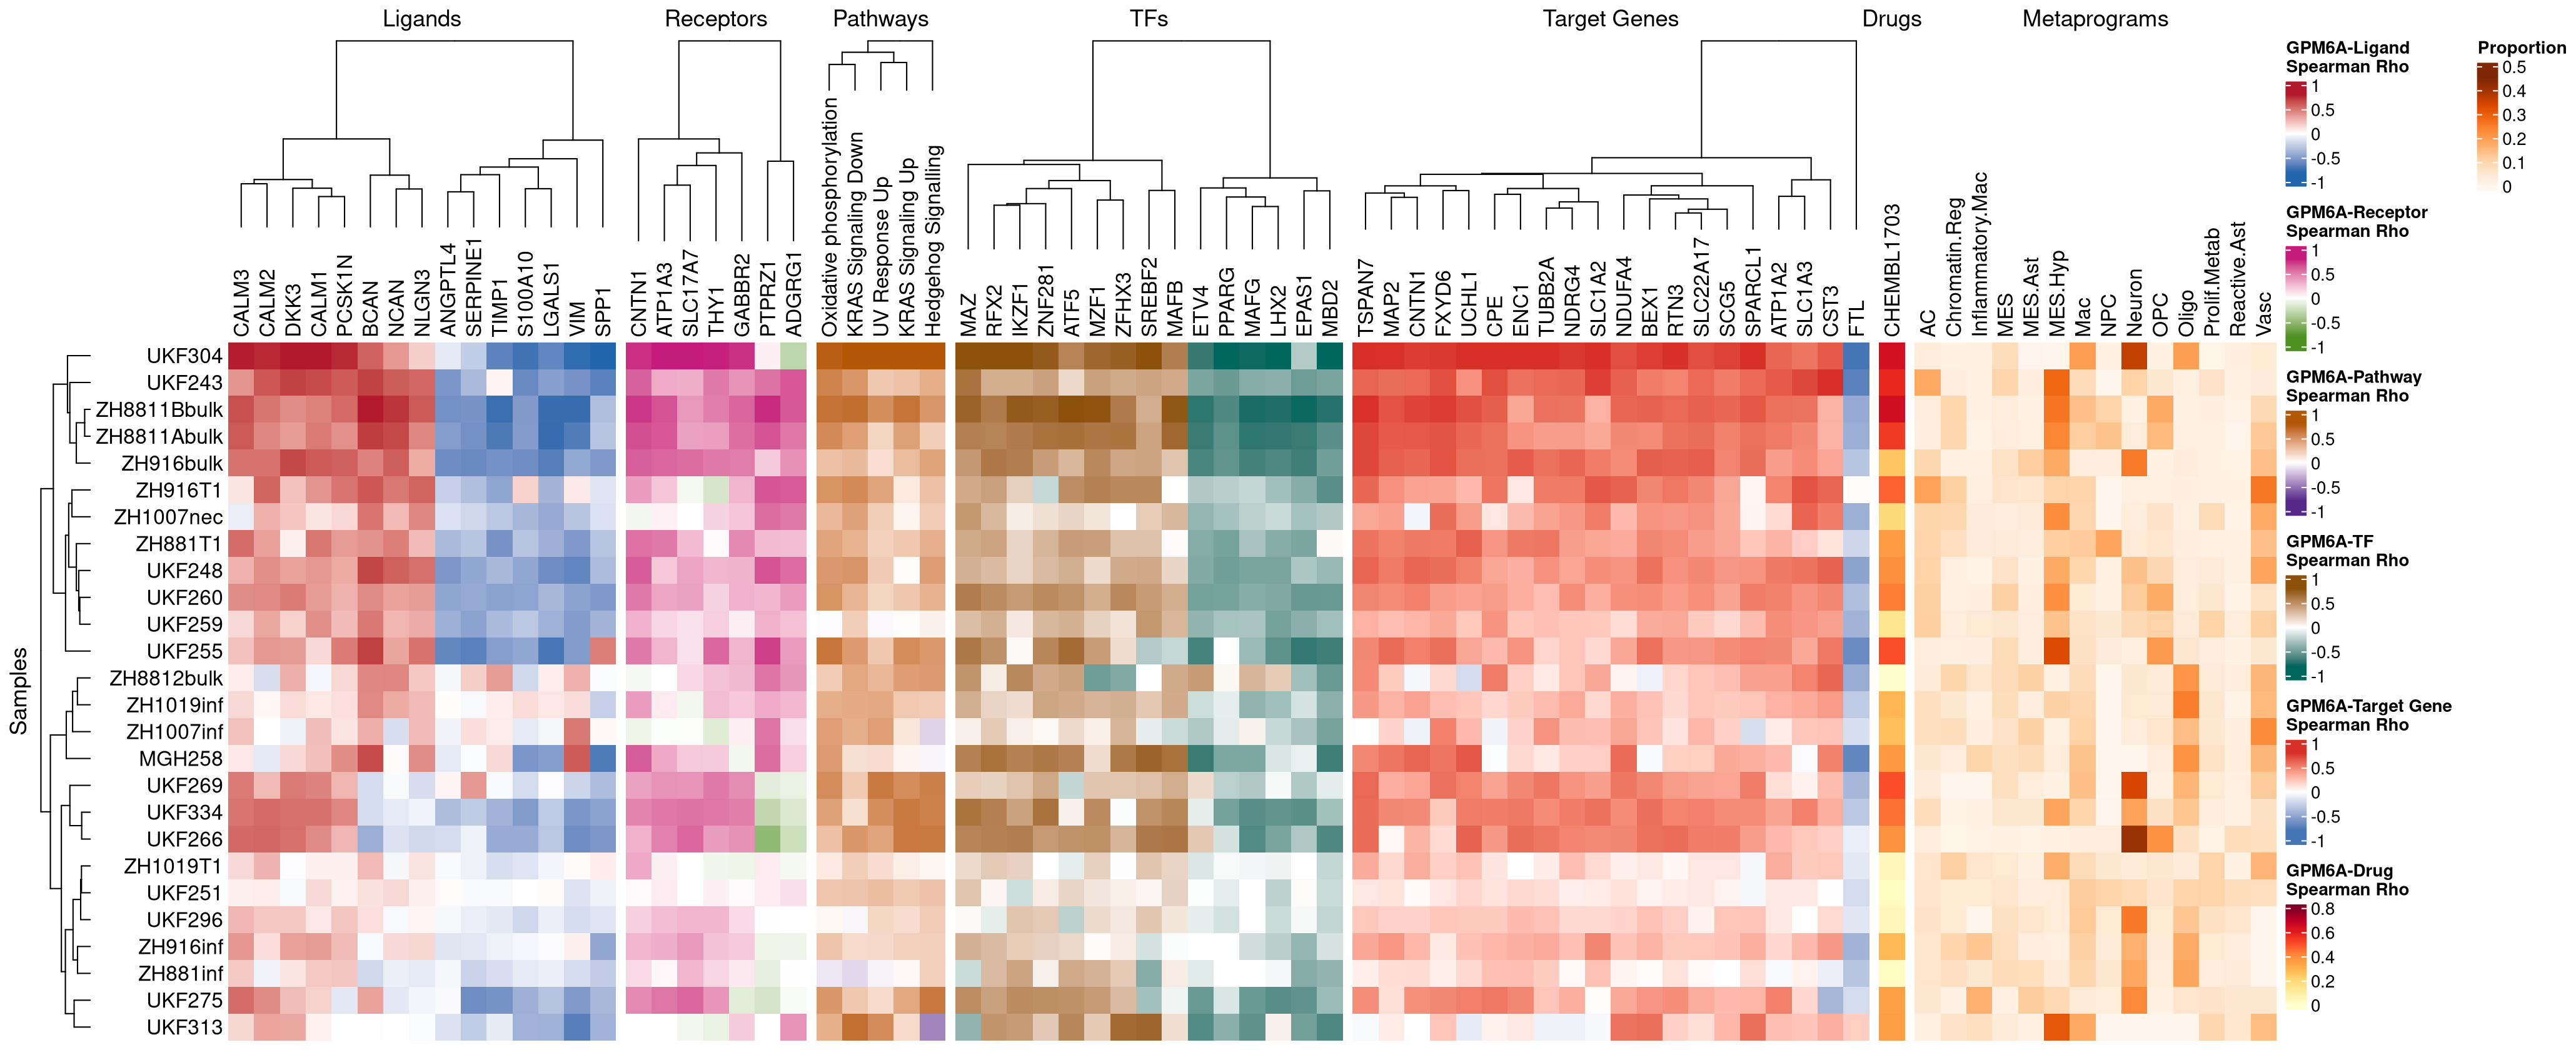 Ligands
Receptors
Pathways
TFs
Target Genes
Drugs
Metaprograms
CALM3
CALM2
DKK3
CALM1
PCSK1N
BCAN
NCAN
NLGN3
ANGPTL4
SERPINE1
TIMP1
S100A10
LGALS1
VIM
SPP1
CNTN1
ATP1A3
SLC17A7
THY1
GABBR2
PTPRZ1
ADGRG1
Oxidative phosphorylation
KRAS Signaling Down
UV Response Up
KRAS Signaling Up
Hedgehog Signalling
MAZ
RFX2
IKZF1
ZNF281
ATF5
MZF1
ZFHX3
SREBF2
MAFB
ETV4
PPARG
MAFG
LHX2
EPAS1
MBD2
TSPAN7
MAP2
CNTN1
FXYD6
UCHL1
CPE
ENC1
TUBB2A
NDRG4
SLC1A2
NDUFA4
BEX1
RTN3
SLC22A17
SCG5
SPARCL1
ATP1A2
SLC1A3
CST3
FTL
CHEMBL1703
AC
Chromatin.Reg
Inflammatory.Mac
MES
MES.Ast
MES.Hyp
Mac
NPC
Neuron
OPC
Oligo
Prolif.Metab
Reactive.Ast
Vasc
Samples
UKF304
UKF243
ZH8811Bbulk
ZH8811Abulk
ZH916bulk
ZH916T1
ZH1007nec
ZH881T1
UKF248
UKF260
UKF259
UKF255
ZH8812bulk
ZH1019inf
ZH1007inf
MGH258
UKF269
UKF334
UKF266
ZH1019T1
UKF251
UKF296
ZH916inf
ZH881inf
UKF275
UKF313
GPM6A-Ligand
Spearman Rho
1
0.5
0
-0.5
-1
GPM6A-Receptor
Spearman Rho
1
0.5
0
-0.5
-1
GPM6A-Pathway
Spearman Rho
1
0.5
0
-0.5
-1
GPM6A-TF
Spearman Rho
1
0.5
0
-0.5
-1
GPM6A-Target Gene
Spearman Rho
1
0.5
0
-0.5
-1
GPM6A-Drug
Spearman Rho
0.8
0.6
0.4
0.2
0
Proportion
0.5
0.4
0.3
0.2
0.1
0